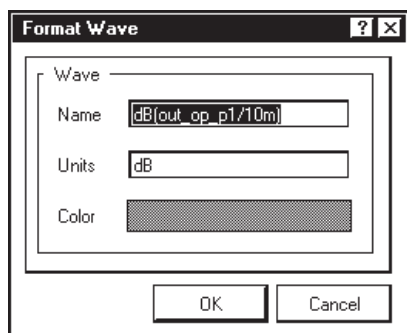 Format Wave
Wave
Name dB(out_op_p1/10m)
Units dB
Color
OK Cancel